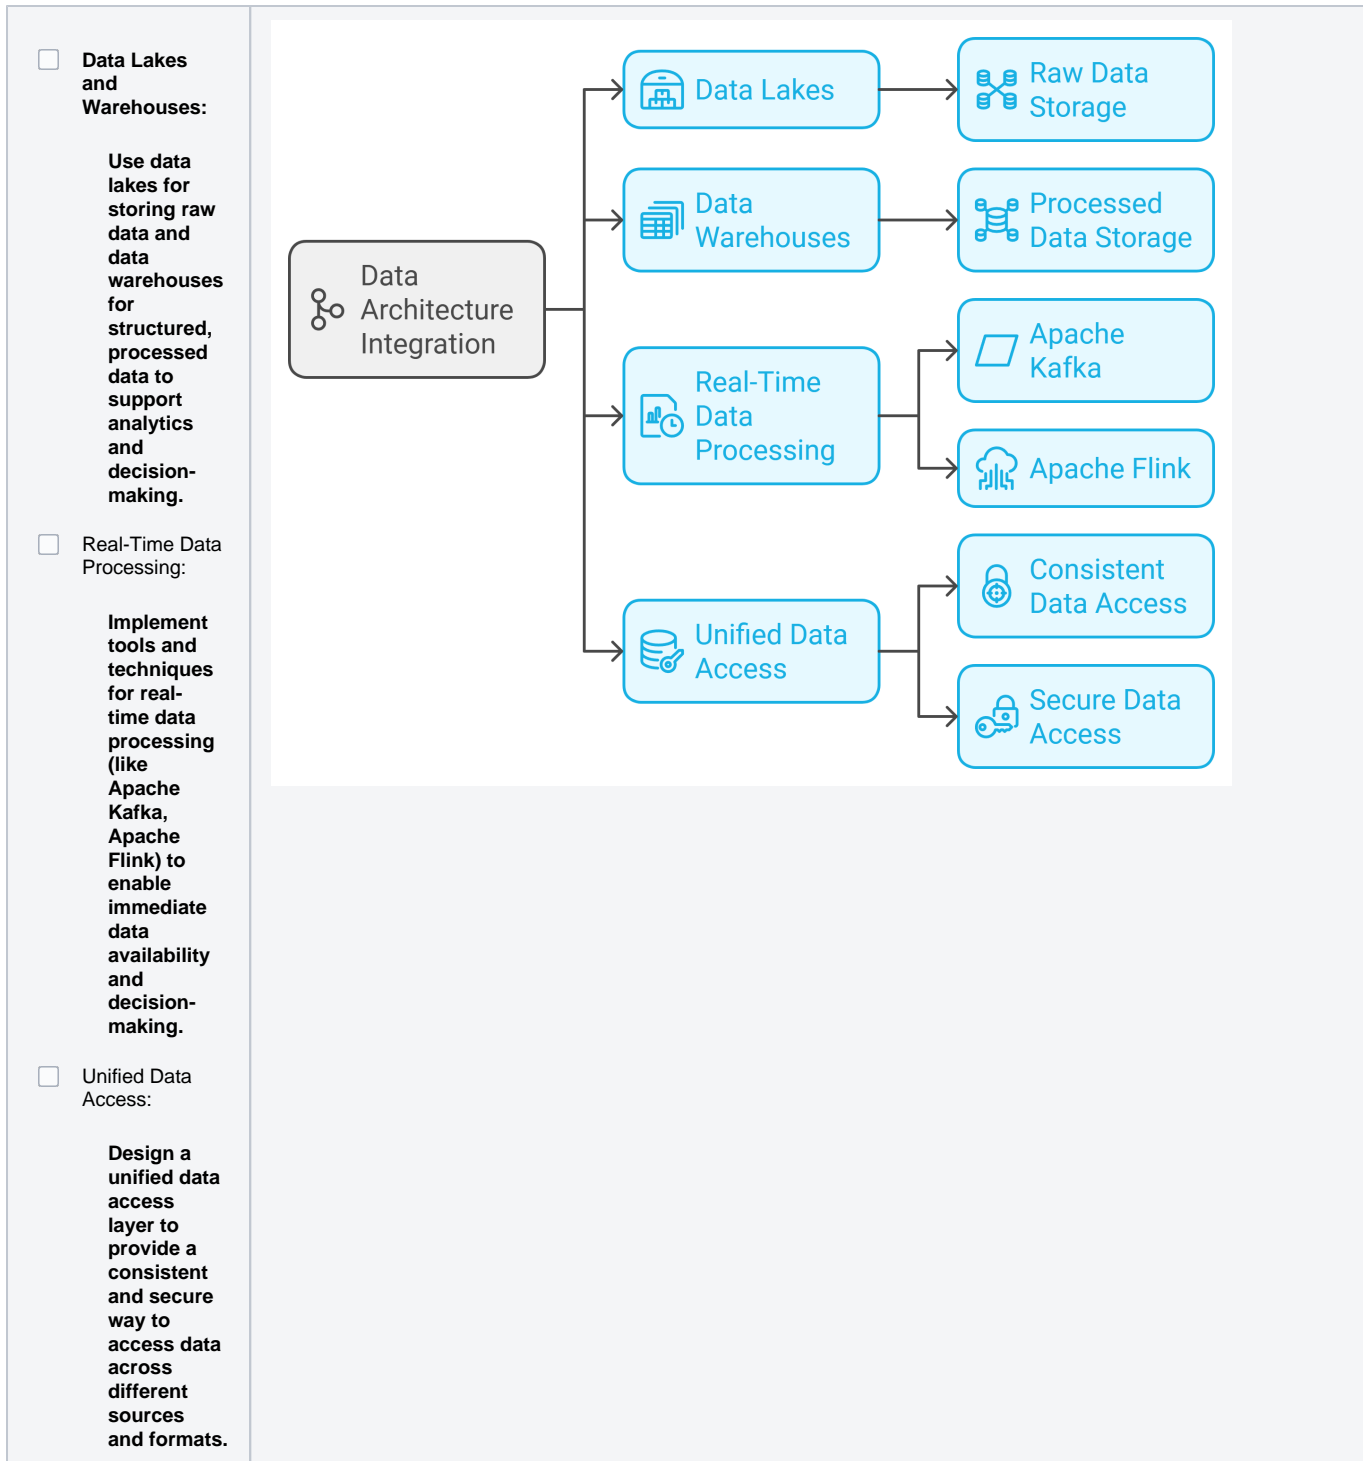 Data Lakes
and
Warehouses:
Use data
lakes for
storing raw
data and
data
warehouses
for
structured,
processed
data to
support
analytics
and
decision-
making.
Real-Time Data
Processing:
Implement
tools and
techniques
for real-
time data
processing
(like
Apache
Kafka,
Apache
Flink) to
enable
immediate
data
availability
and
decision-
making.
Unified Data
Access:
Design a
unified data
access
layer to
provide a
consistent
and secure
way to
access data
across
different
sources
and formats.
Data
Architecture
Integration
Data Lakes
Raw Data
Storage
Data
Warehouses
Processed
Data Storage
Real-Time
Data
Processing
Apache
Kafka
Apache Flink
Unified Data
Access
Consistent
Data Access
Secure Data
Access